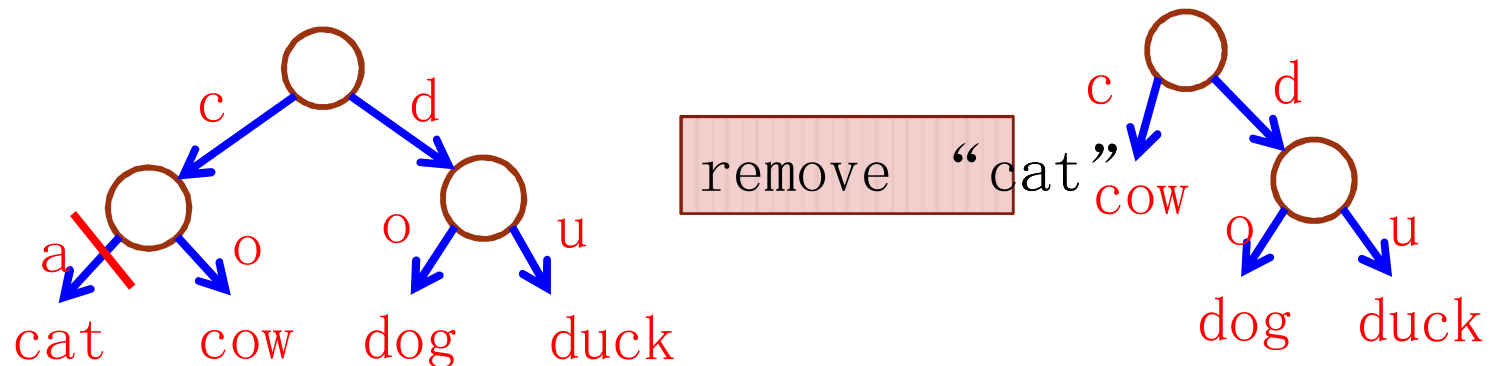 c d
a o o u
cat cow dog duck
remove “cat”
c d
cow
o u
dog duck